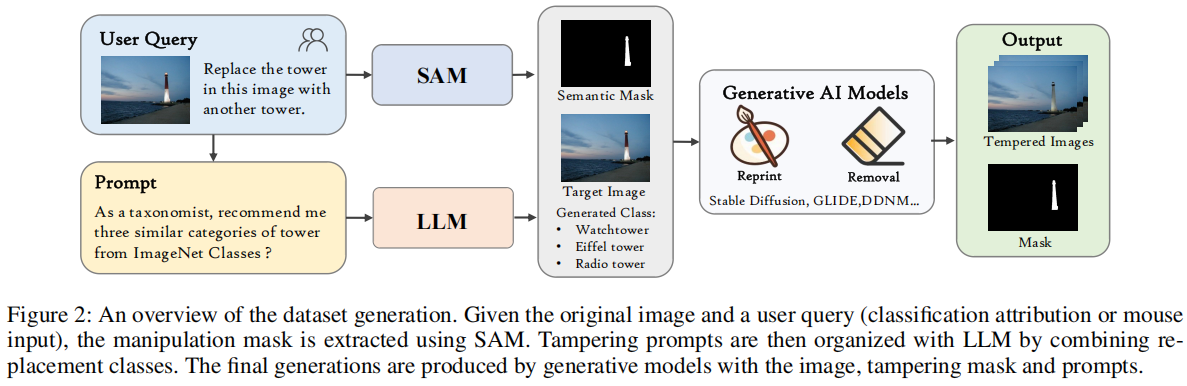 User Query
Replace the tower
in this image with
another tower.
SAM
Prompt
As a taxonomist, recommend me
three similar categories of tower
from ImageNet Classes ?
LLM
Semantic Mask
Target Image
Generated Class:
• Watchtower
• Eiffel tower
• Radio tower
Generative AI Models
Reprint
Removal
Stable Diffusion, GLIDE,DDNM...
Output
Tempered Images
Mask
Figure 2: An overview of the dataset generation. Given the original image and a user query (classification attribution or mouse
input), the manipulation mask is extracted using SAM. Tampering prompts are then organized with LLM by combining re-
placement classes. The final generations are produced by generative models with the image, tampering mask and prompts.